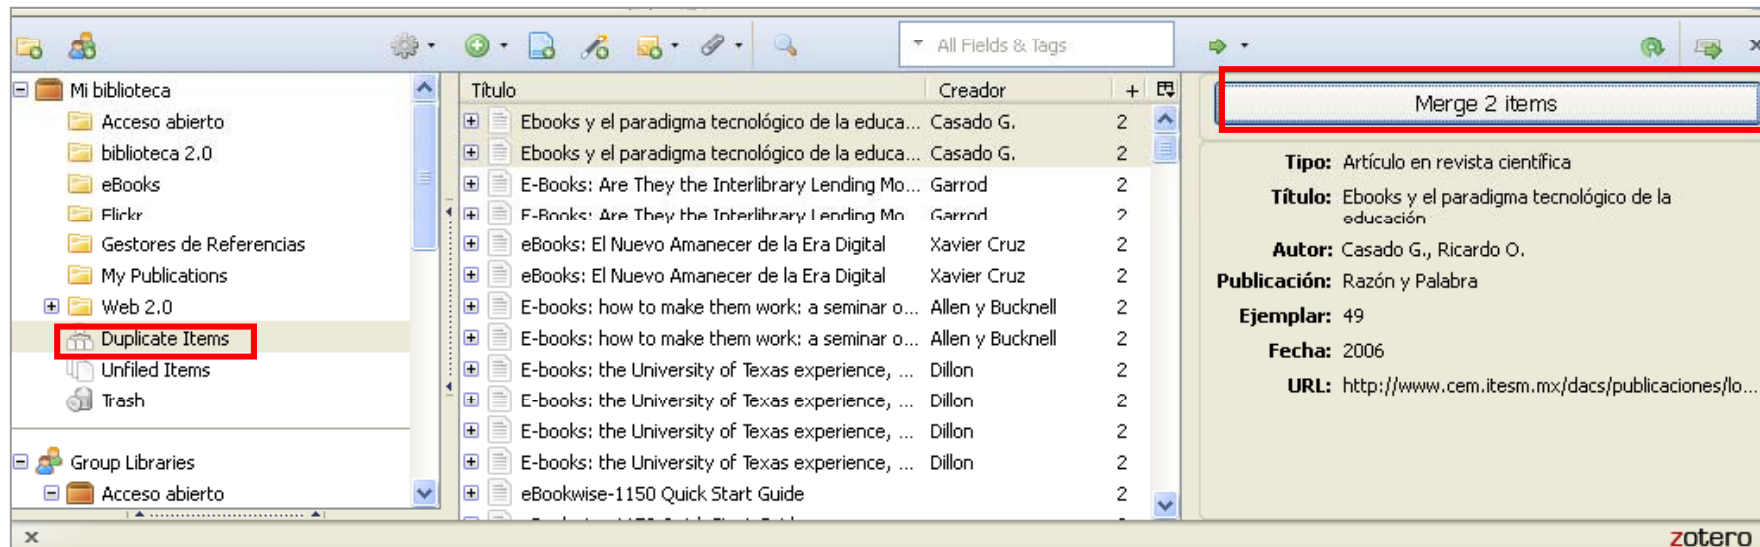 All Fields & Tags
Mi biblioteca
Acceso abierto
biblioteca 2.0
eBooks
Flickr
Gestores de Referencias
My Publications
Web 2.0
Duplicate Items
Unfiled Items
Trash
Group Libraries
Acceso abierto
Título Creador +
Ebooks y el paradigma tecnológico de la educa... Casado G. 2
Ebooks y el paradigma tecnológico de la educa... Casado G. 2
E-Books: Are They the Interlibrary Lending Mo... Garrod 2
E-Books: Are They the Interlibrary Lending Mo Garrod 2
eBooks: El Nuevo Amanecer de la Era Digital Xavier Cruz 2
eBooks: El Nuevo Amanecer de la Era Digital Xavier Cruz 2
E-books: how to make them work: a seminar o... Allen y Bucknell 2
E-books: how to make them work: a seminar o... Allen y Bucknell 2
E-books: the University of Texas experience, ... Dillon 2
E-books: the University of Texas experience, ... Dillon 2
E-books: the University of Texas experience, ... Dillon 2
E-books: the University of Texas experience, ... Dillon 2
eBookwise-1150 Quick Start Guide 2
Merge 2 items
Tipo: Artículo en revista científica
Título: Ebooks y el paradigma tecnológico de la
educación
Autor: Casado G., Ricardo O.
Publicación: Razón y Palabra
Ejemplar: 49
Fecha: 2006
URL: http://www.cem.itesm.mx/dacs/publicaciones/lo...
zotero